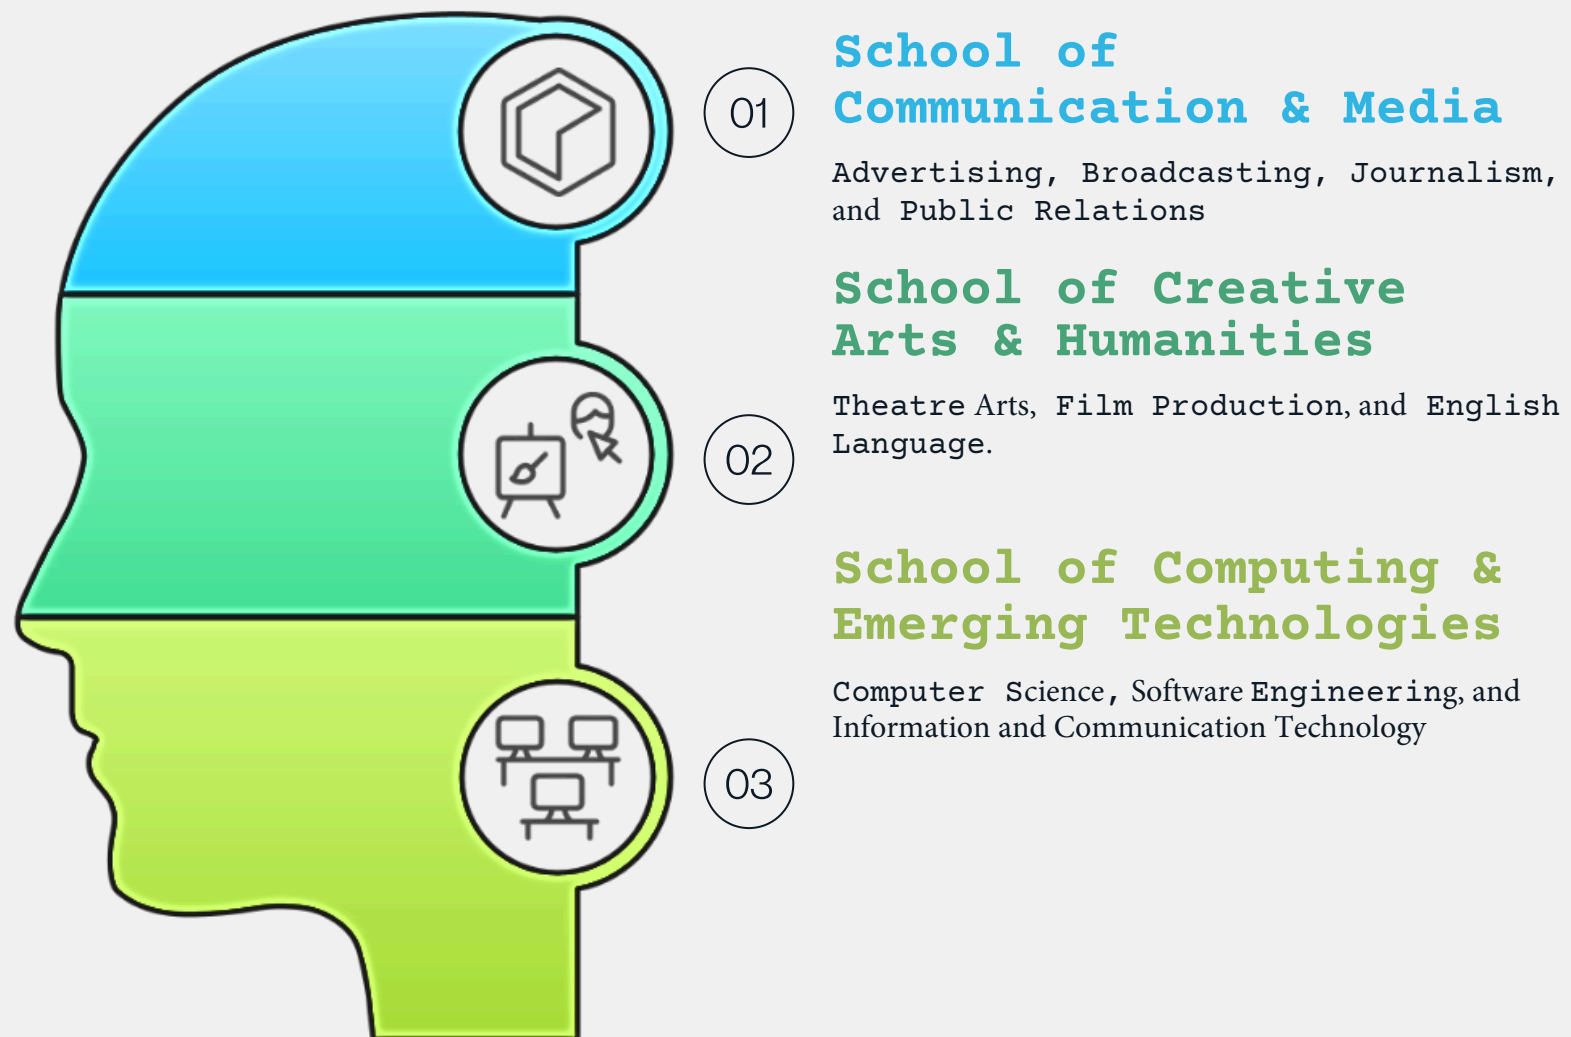 01
School of
Communication & Media
Advertising, Broadcasting, Journalism,
and Public Relations
02
School of Creative
Arts & Humanities
Theatre Arts, Film Production, and English
Language.
03
School of Computing &
Emerging Technologies
Computer Science, Software Engineering, and
Information and Communication Technology